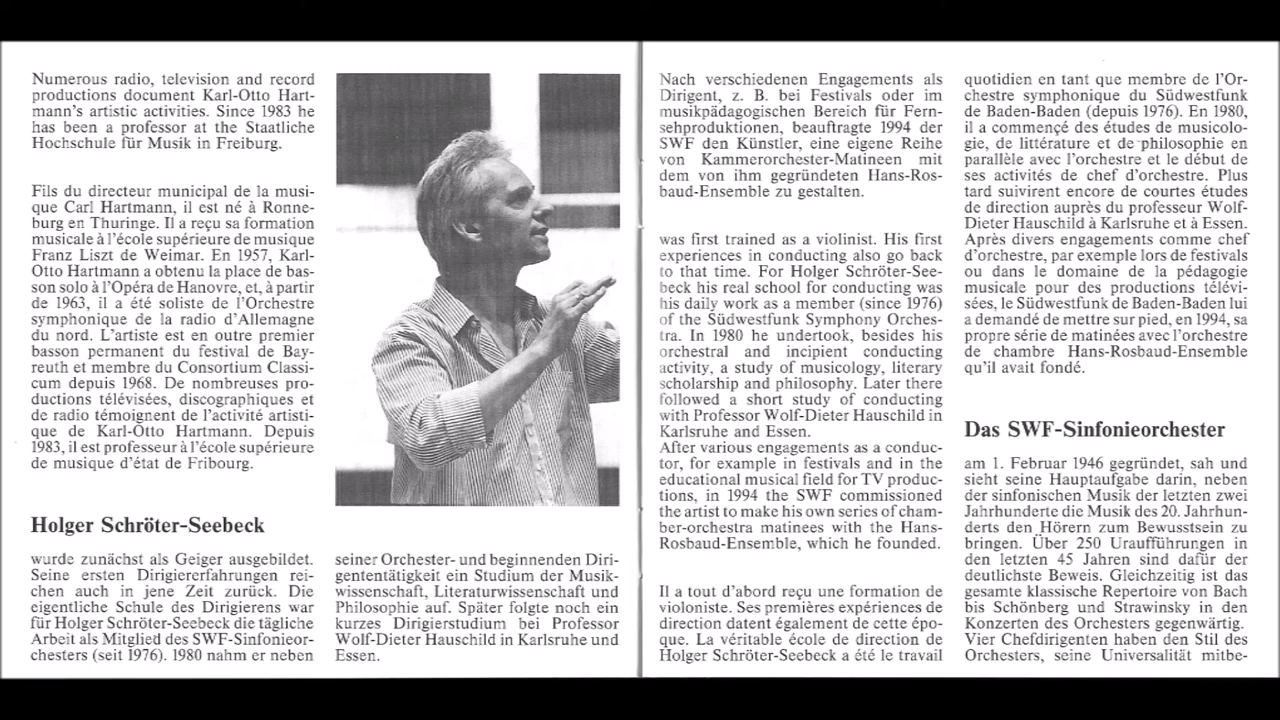 Numerous radio, television and record
productions document Karl-Otto Hart-
mann's artistic activities. Since 1983 he
has been a professor at the Staatliche
Hochschule für Musik in Freiburg.
Fils du directeur municipal de la musi-
que Carl Hartmann, il est né à Ronne-
burg en Thuringe. Il a reçu sa formation
musicale à l'école supérieure de musique
Franz Liszt de Weimar. En 1957, Karl-
Otto Hartmann a obtenu la place de bas-
son solo à l'Opéra de Hanovre, et, à partir
de 1963, il a été soliste de l'Orchestre
symphonique de la radio d'Allemagne
du nord. L'artiste est en outre premier
basson permanent du festival de Bay-
reuth et membre du Consortium Classi-
cum depuis 1968. De nombreuses pro-
ductions télévisées, discographiques et
de radio témoignent de l'activité artisti-
que de Karl-Otto Hartmann. Depuis
1983, il est professeur à l'école supérieure
de musique d'état de Fribourg.
Holger Schröter-Seebeck
wurde zunächst als Geiger ausgebildet.
Seine ersten Dirigiererfahrungen rei-
chen auch in jene Zeit zurück. Die
eigentliche Schule des Dirigierens war
für Holger Schröter-Seebeck die tägliche
Arbeit als Mitglied des SWF-Sinfonieor-
chesters (seit 1976). 1980 nahm er neben
seiner Orchester- und beginnenden Diri-
gententätigkeit ein Studium der Musik-
wissenschaft, Literaturwissenschaft und
Philosophie auf. Später folgte noch ein
kurzes Dirigierstudium bei Professor
Wolf-Dieter Hauschild in Karlsruhe und
Essen.
Nach verschiedenen Engagements als
Dirigent, z. B. bei Festivals oder im
musikpädagogischen Bereich für Fern-
sehproduktionen, beauftragte 1994 der
SWF den Künstler, eine eigene Reihe
von Kammerorchester-Matineen mit
dem von ihm gegründeten Hans-Ros-
baud-Ensemble zu gestalten.
was first trained as a violinist. His first
experiences in conducting also go back
to that time. For Holger Schröter-See-
beck his real school for conducting was
his daily work as a member (since 1976)
of the Südwestfunk Symphony Orches-
tra. In 1980 he undertook, besides his
orchestral and incipient conducting
activity, a study of musicology, literary
scholarship and philosophy. Later there
followed a short study of conducting
with Professor Wolf-Dieter Hauschild in
Karlsruhe and Essen.
After various engagements as a conduc-
tor, for example in festivals and in the
educational musical field for TV produc-
tions, in 1994 the SWF commissioned
the artist to make his own series of cham-
ber-orchestra matinees with the Hans-
Rosbaud-Ensemble, which he founded.
Il a tout d'abord reçu une formation de
violoniste. Ses premières expériences de
direction datent également de cette épo-
que. La véritable école de direction de
Holger Schröter-Seebeck a été le travail
quotidien en tant que membre de l'Or-
chestre symphonique du Südwestfunk
de Baden-Baden (depuis 1976). En 1980,
il a commençé des études de musicolo-
gie, de littérature et de philosophie en
parallèle avec l'orchestre et le début de
ses activités de chef d'orchestre. Plus
tard suivirent encore de courtes études
de direction auprès du professeur Wolf-
Dieter Hauschild à Karlsruhe et à Essen.
Après divers engagements comme chef
d'orchestre, par exemple lors de festivals
ou dans le domaine de la pédagogie
musicale pour des productions télévi-
sées, le Südwestfunk de Baden-Baden lui
a demandé de mettre sur pied, en 1994, sa
propre série de matinées avec l'orchestre
de chambre Hans-Rosbaud-Ensemble
qu'il avait fondé.
Das SWF-Sinfonieorchester
am 1. Februar 1946 gegründet, sah und
sieht seine Hauptaufgabe darin, neben
der sinfonischen Musik der letzten zwei
Jahrhunderte die Musik des 20. Jahrhun-
derts den Hörern zum Bewusstsein zu
bringen. Über 250 Uraufführungen in
den letzten 45 Jahren sind dafür der
deutlichste Beweis. Gleichzeitig ist das
gesamte klassische Repertoire von Bach
bis Schönberg und Strawinsky in den
Konzerten des Orchesters gegenwärtig.
Vier Chefdirigenten haben den Stil des
Orchesters, seine Universalität mitbe-